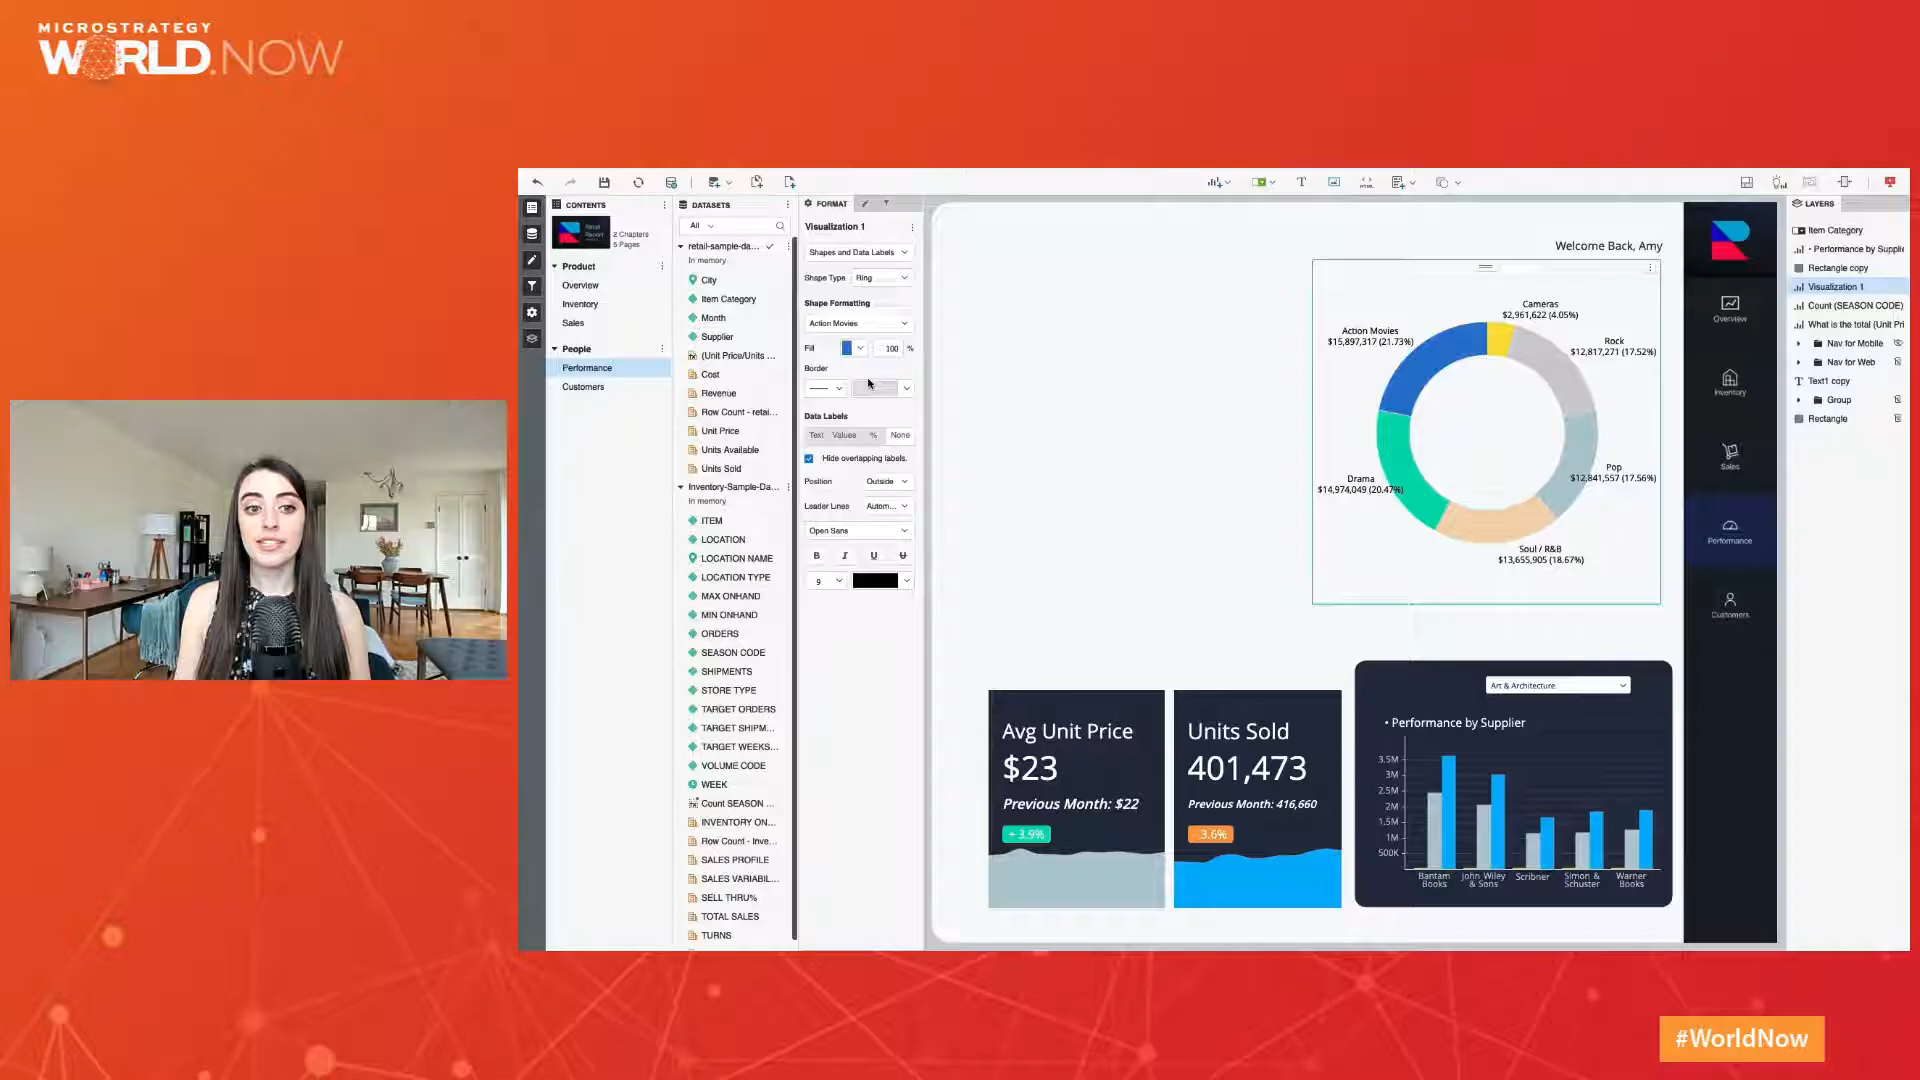 MICROSTRATEGY
WORLD.NOW
CONTENTS
2 Chapters
5 Pages
Product
Overview
Inventory
Sales
People
Performance
Customers
DATASETS
All
retail-sample-da...
In memory
City
Item Category
Month
Supplier
(Unit Price/Units ...
Cost
Revenue
Row Count - retai...
Unit Price
Units Available
Units Sold
Inventory-Sample-Da...
In memory
ITEM
LOCATION
LOCATION NAME
LOCATION TYPE
MAX ONHAND
MIN ONHAND
ORDERS
SEASON CODE
SHIPMENTS
STORE TYPE
TARGET ORDERS
TARGET SHIPM...
TARGET WEEKS...
VOLUME CODE
WEEK
Count SEASON ...
INVENTORY ON...
Row Count - Inve...
SALES PROFILE
SALES VARIABIL...
SELL THRU%
TOTAL SALES
TURNS
FORMAT
Visualization 1
Shapes and Data Labels
Shape Type Ring
Shape Formatting
Action Movies
Fill 100 %
Border
Data Labels
Text Values % None
Hide overlapping labels.
Position Outside
Leader Lines Autom...
Open Sans
B I U
9
Welcome Back, Amy
Cameras
$2,961,622 (4.05%)
Action Movies
$15,897,317 (21.73%)
Rock
$12,817,271 (17.52%)
Pop
$12,841,557 (17.56%)
Drama
$14,974,049 (20.47%)
Soul / R&B
$13,655,905 (18.67%)
Avg Unit Price
$23
Previous Month: $22
+ 3.9%
Units Sold
401,473
Previous Month: 416,660
- 3.6%
Art & Architecture
• Performance by Supplier
3.5M
3M
2.5M
2M
1.5M
1M
500K
Bantam Books
John Wiley & Sons
Scribner
Simon & Schuster
Warner Books
Overview
Inventory
Sales
Performance
Customers
LAYERS
Item Category
• Performance by Supplie
Rectangle copy
Visualization 1
Count (SEASON CODE)
What is the total (Unit Pri
Nav for Mobile
Nav for Web
Text1 copy
Group
Rectangle
#WorldNow